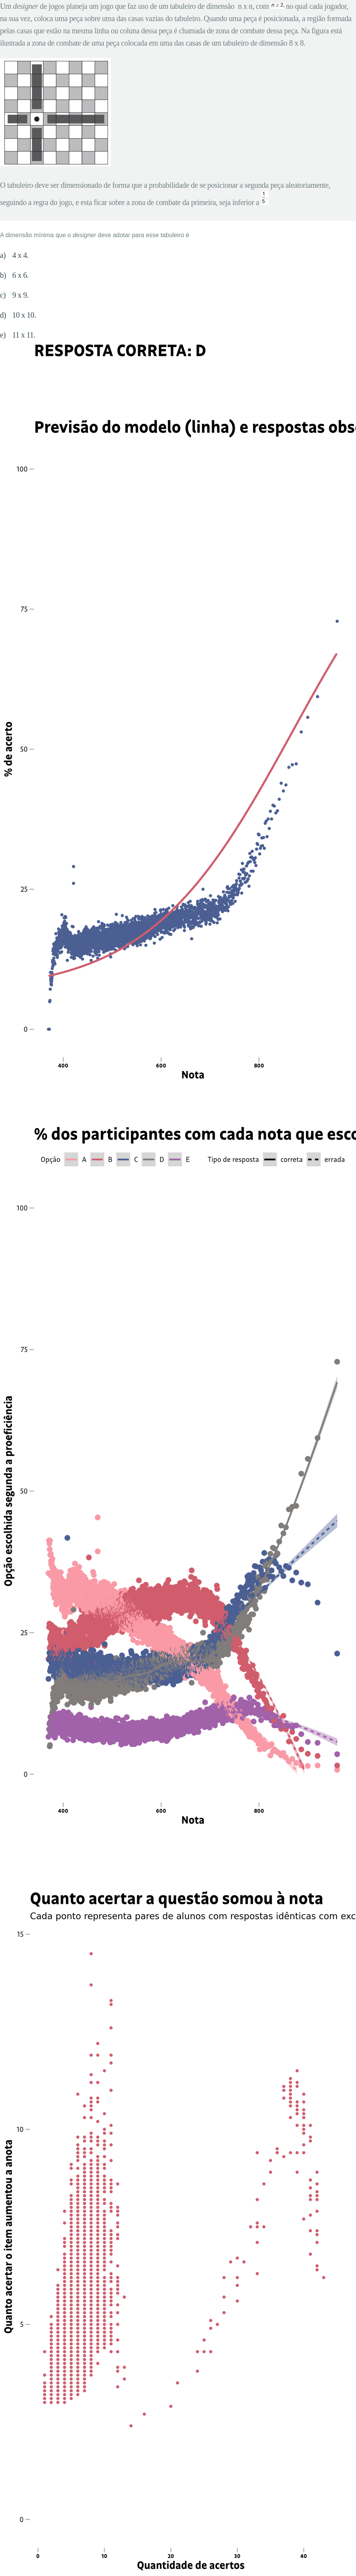 Um designer de jogos planeja um jogo que faz uso de um tabuleiro de dimensão n x n, com n ≥ 2, no qual cada jogador,
na sua vez, coloca uma peça sobre uma das casas vazias do tabuleiro. Quando uma peça é posicionada, a região formada
pelas casas que estão na mesma linha ou coluna dessa peça é chamada de zona de combate dessa peça. Na figura está
ilustrada a zona de combate de uma peça colocada em uma das casas de um tabuleiro de dimensão 8 x 8.
O tabuleiro deve ser dimensionado de forma que a probabilidade de se posicionar a segunda peça aleatoriamente,
seguindo a regra do jogo, e esta ficar sobre a zona de combate da primeira, seja inferior a 1/5
A dimensão mínima que o designer deve adotar para esse tabuleiro é
a) 4 x 4.
b) 6 x 6.
c) 9 x 9.
d) 10 x 10.
e) 11 x 11.
RESPOSTA CORRETA: D
Previsão do modelo (linha) e respostas obs
100
75
50
25
0
% de acerto
400 600 800
Nota
% dos participantes com cada nota que esco
Opção A B C D E Tipo de resposta correta errada
100
75
50
25
0
Opção escolhida segunda a proeficiência
400 600 800
Nota
Quanto acertar a questão somou à nota
Cada ponto representa pares de alunos com respostas idênticas com exc
15
10
5
0
Quanto acertar o item aumentou a anota
0 10 20 30 40
Quantidade de acertos